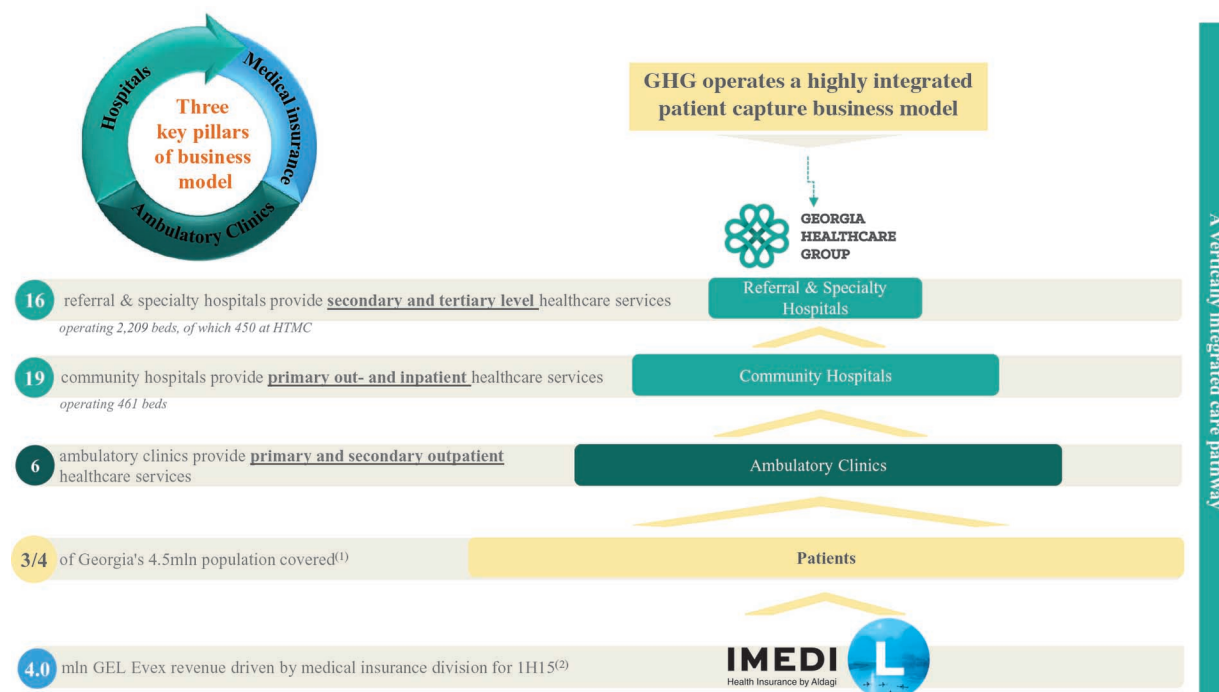 Hospitals
Medical insurance
Ambulatory Clinics
Three
key pillars
of business
model
GHG operates a highly integrated
patient capture business model
GEORGIA
HEALTHCARE
GROUP
16 referral & specialty hospitals provide secondary and tertiary level healthcare services
operating 2,209 beds, of which 450 at HTMC
Referral & Specialty
Hospitals
19 community hospitals provide primary out- and inpatient healthcare services
operating 461 beds
Community Hospitals
6 ambulatory clinics provide primary and secondary outpatient
healthcare services
Ambulatory Clinics
3/4 of Georgia's 4.5mln population covered(1)
Patients
4.0 mln GEL Evex revenue driven by medical insurance division for 1H15(2)
IMEDI L
Health Insurance by Aldagi
A vertically integrated care pathway